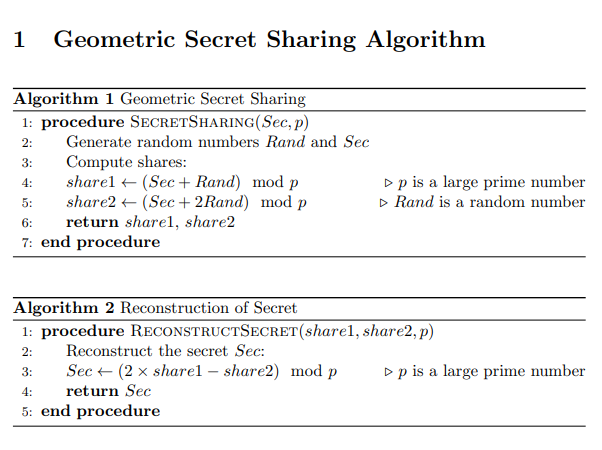 1 Geometric Secret Sharing Algorithm
Algorithm 1 Geometric Secret Sharing
1: procedure SECRETSHARING(Sec, p)
2: Generate random numbers Rand and Sec
3: Compute shares:
4: share1 ← (Sec + Rand) mod p ▷ p is a large prime number
5: share2 ← (Sec + 2Rand) mod p ▷ Rand is a random number
6: return share1, share2
7: end procedure
Algorithm 2 Reconstruction of Secret
1: procedure RECONSTRUCTSECRET(share1, share2, p)
2: Reconstruct the secret Sec:
3: Sec ← (2 × share1 − share2) mod p ▷ p is a large prime number
4: return Sec
5: end procedure